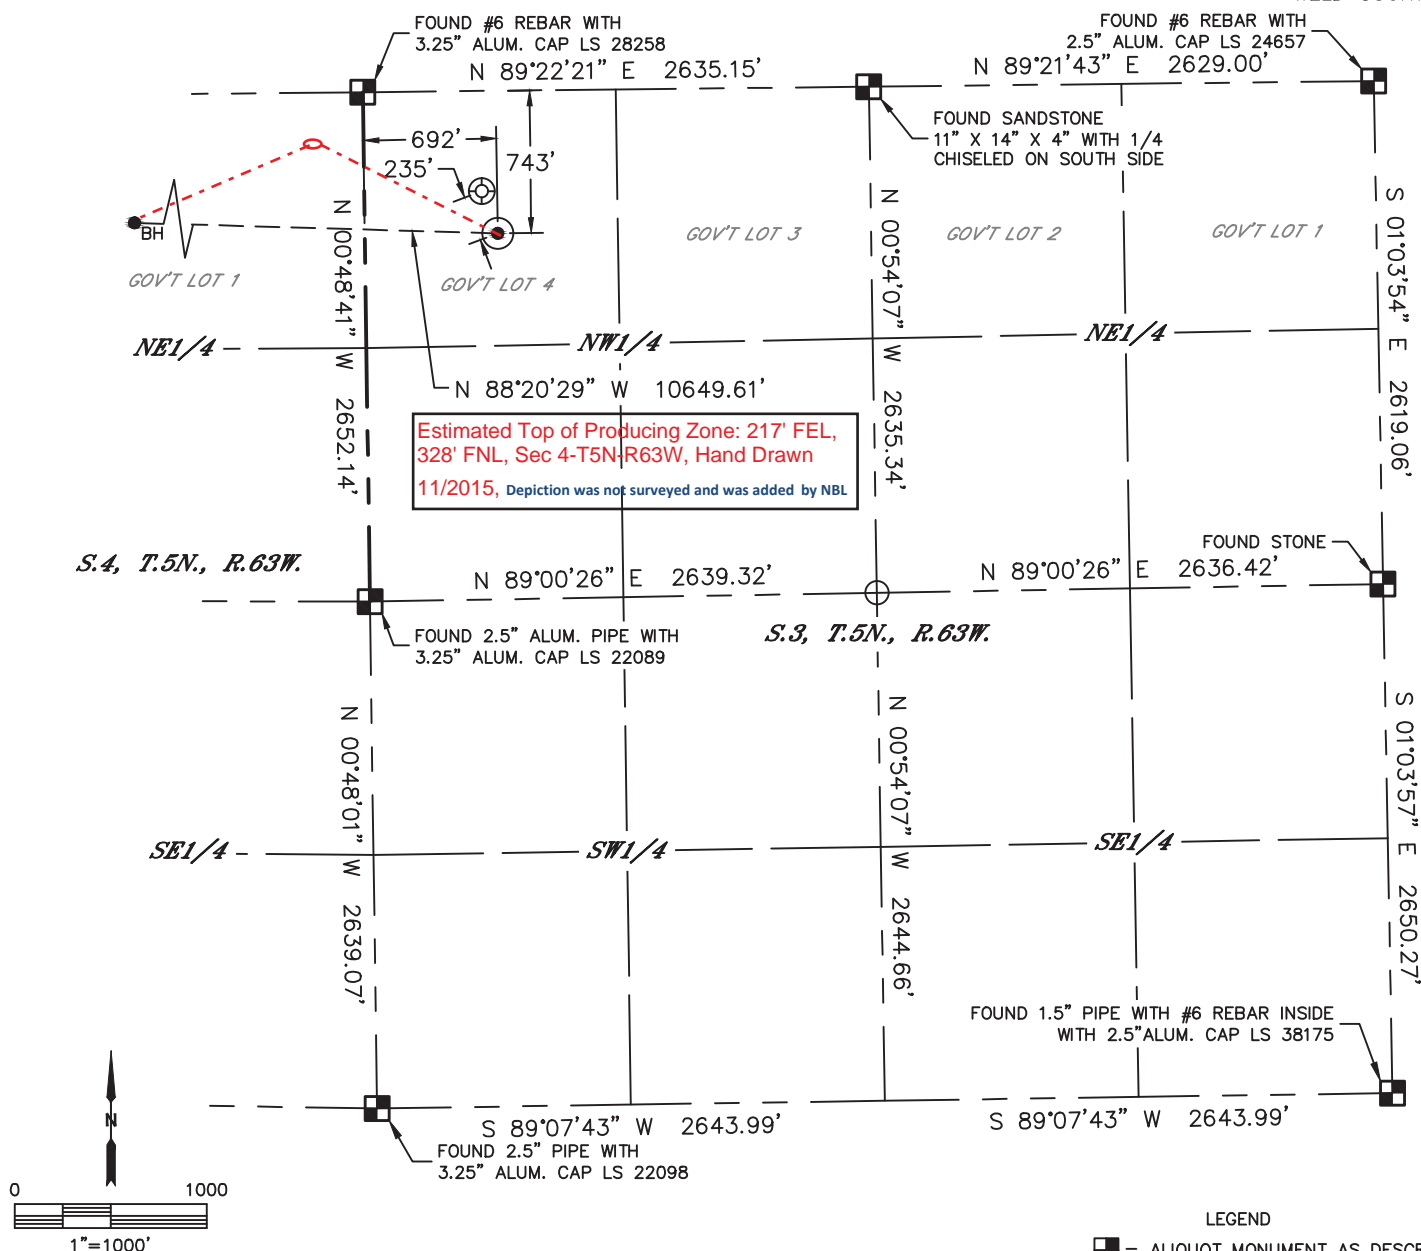 FOUND #6 REBAR WITH
3.25" ALUM. CAP LS 28258
FOUND #6 REBAR WITH
2.5" ALUM. CAP LS 24657
N 89°22'21" E 2635.15'
N 89°21'43" E 2629.00'
FOUND SANDSTONE
11" X 14" X 4" WITH 1/4
CHISELED ON SOUTH SIDE
692'
235'
743'
BH
GOV'T LOT 1
GOV'T LOT 4
GOV'T LOT 3
GOV'T LOT 2
GOV'T LOT 1
N 00°48'41" W 2652.14'
N 00°54'07" W 2635.34'
S 01°03'54" E 2619.06'
NE1/4
NW1/4
NE1/4
N 88°20'29" W 10649.61'
Estimated Top of Producing Zone: 217' FEL,
328' FNL, Sec 4-T5N-R63W, Hand Drawn
11/2015, Depiction was not surveyed and was added by NBL
S.4, T.5N., R.63W.
N 89°00'26" E 2639.32'
N 89°00'26" E 2636.42'
FOUND STONE
FOUND 2.5" ALUM. PIPE WITH
3.25" ALUM. CAP LS 22089
S.3, T.5N., R.63W.
N 00°48'01" W 2639.07'
N 00°54'07" W 2644.66'
S 01°03'57" E 2650.27'
SE1/4
SW1/4
SE1/4
FOUND 1.5" PIPE WITH #6 REBAR INSIDE
WITH 2.5"ALUM. CAP LS 38175
S 89°07'43" W 2643.99'
S 89°07'43" W 2643.99'
FOUND 2.5" PIPE WITH
3.25" ALUM. CAP LS 22098
N
0 1000
1"=1000'
LEGEND
= ALIQUOT MONUMENT AS